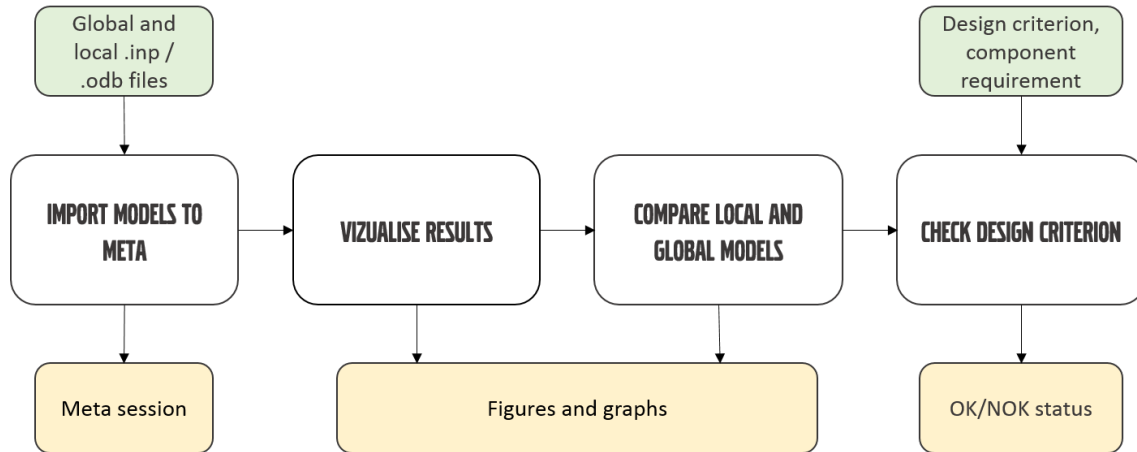 Global and
local .inp /
.odb files
Design criterion,
component
requirement
IMPORT MODELS TO
META
VIZUALISE RESULTS
COMPARE LOCAL AND
GLOBAL MODELS
CHECK DESIGN CRITERION
Meta session
Figures and graphs
OK/NOK status